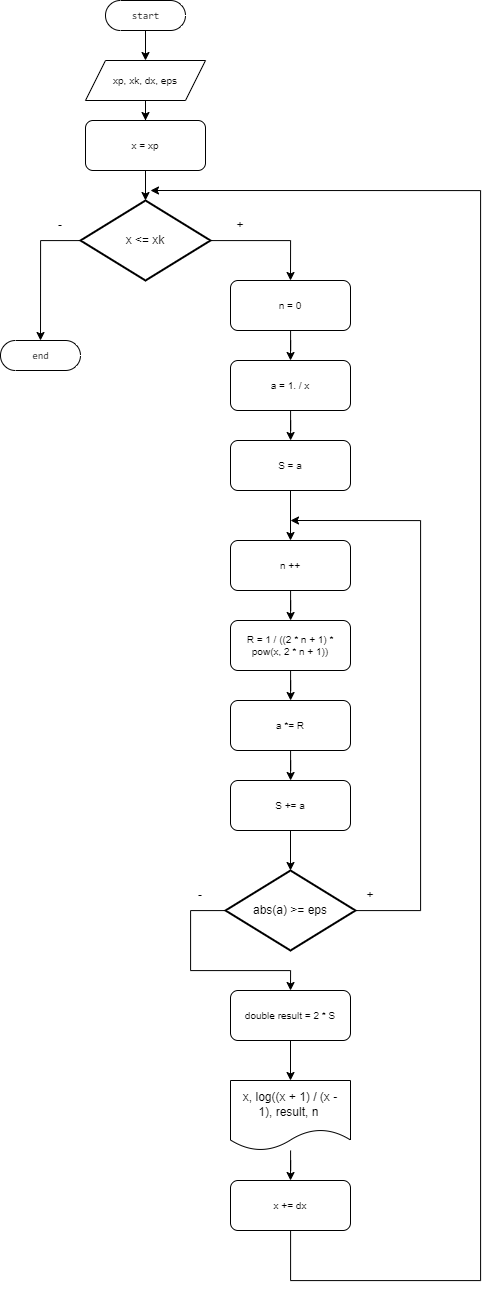 start
xp, xk, dx, eps
x = xp
-
+
x <= xk
n = 0
end
a = 1. / x
S = a
n ++
R = 1 / ((2 * n + 1) *
pow(x, 2 * n + 1))
a *= R
S += a
-
+
abs(a) >= eps
double result = 2 * S
x, log((x + 1) / (x -
1), result, n
x += dx